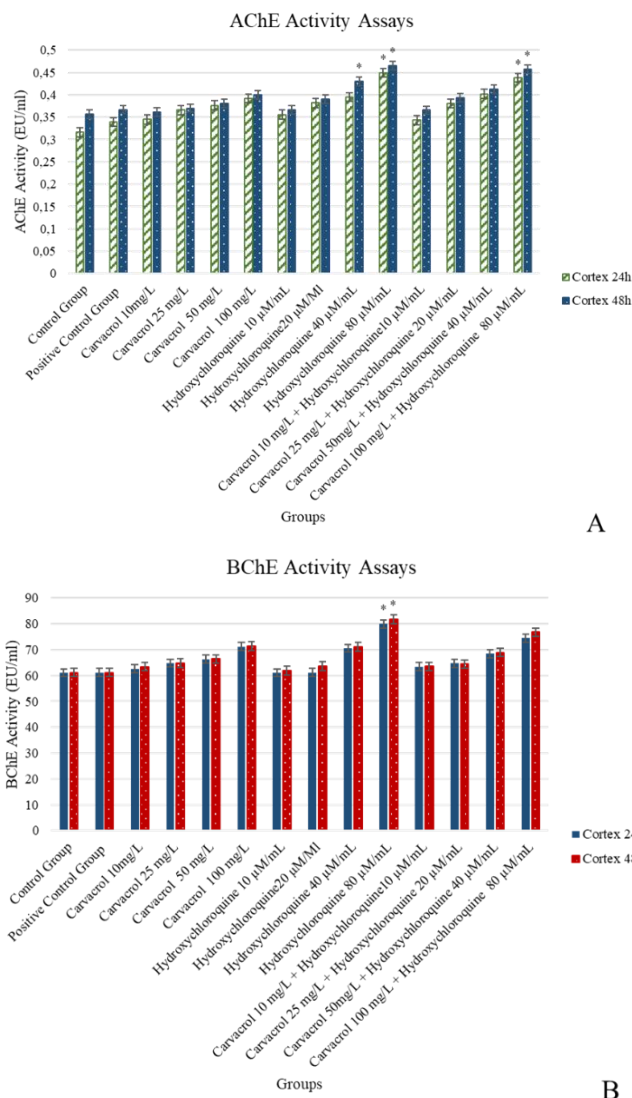 AChE Activity Assays
AChE Activity (EU/ml)
0,5
0,45
0,4
0,35
0,3
0,25
0,2
0,15
0,1
0,05
0
* * * * *
Control Group
Positive Control Group
Carvacrol 10mg/L
Carvacrol 25 mg/L
Carvacrol 50 mg/L
Carvacrol 100 mg/L
Hydroxychloroquine 10 µM/mL
Hydroxychloroquine20 µM/Ml
Hydroxychloroquine 40 µM/mL
Hydroxychloroquine 80 µM/mL
Carvacrol 10 mg/L + Hydroxychloroquine10 µM/mL
Carvacrol 25 mg/L + Hydroxychloroquine 20 µM/mL
Carvacrol 50mg/L + Hydroxychloroquine 40 µM/mL
Carvacrol 100 mg/L + Hydroxychloroquine 80 µM/mL
Cortex 24h
Cortex 48h
Groups
A
BChE Activity Assays
BChE Activity (EU/ml)
90
80
70
60
50
40
30
20
10
0
* *
Control Group
Positive Control Group
Carvacrol 10mg/L
Carvacrol 25 mg/L
Carvacrol 50 mg/L
Carvacrol 100 mg/L
Hydroxychloroquine 10 µM/mL
Hydroxychloroquine20 µM/Ml
Hydroxychloroquine 40 µM/mL
Hydroxychloroquine 80 µM/mL
Carvacrol 10 mg/L + Hydroxychloroquine10 µM/mL
Carvacrol 25 mg/L + Hydroxychloroquine 20 µM/mL
Carvacrol 50mg/L + Hydroxychloroquine 40 µM/mL
Carvacrol 100 mg/L + Hydroxychloroquine 80 µM/mL
Cortex 24
Cortex 48
Groups
B